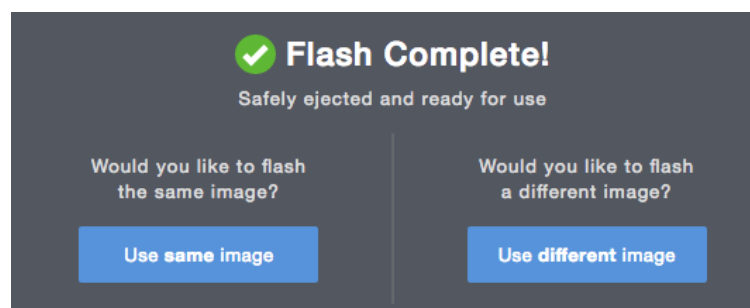 Flash Complete!
Safely ejected and ready for use
Would you like to flash
the same image?
Use same image
Would you like to flash
a different image?
Use different image